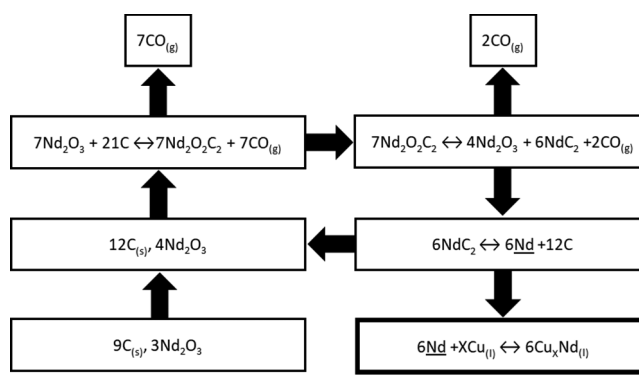 7CO(g)
2CO(g)
7Nd₂O₃ + 21C ↔7Nd₂O₂C₂ + 7CO(g)
7Nd₂O₂C₂ ↔ 4Nd₂O₃ + 6NdC₂ +2CO(g)
12C(s), 4Nd₂O₃
6NdC₂ ↔ 6Nd +12C
9C(s), 3Nd₂O₃
6Nd +XCu(l) ↔ 6CuₓNd(l)